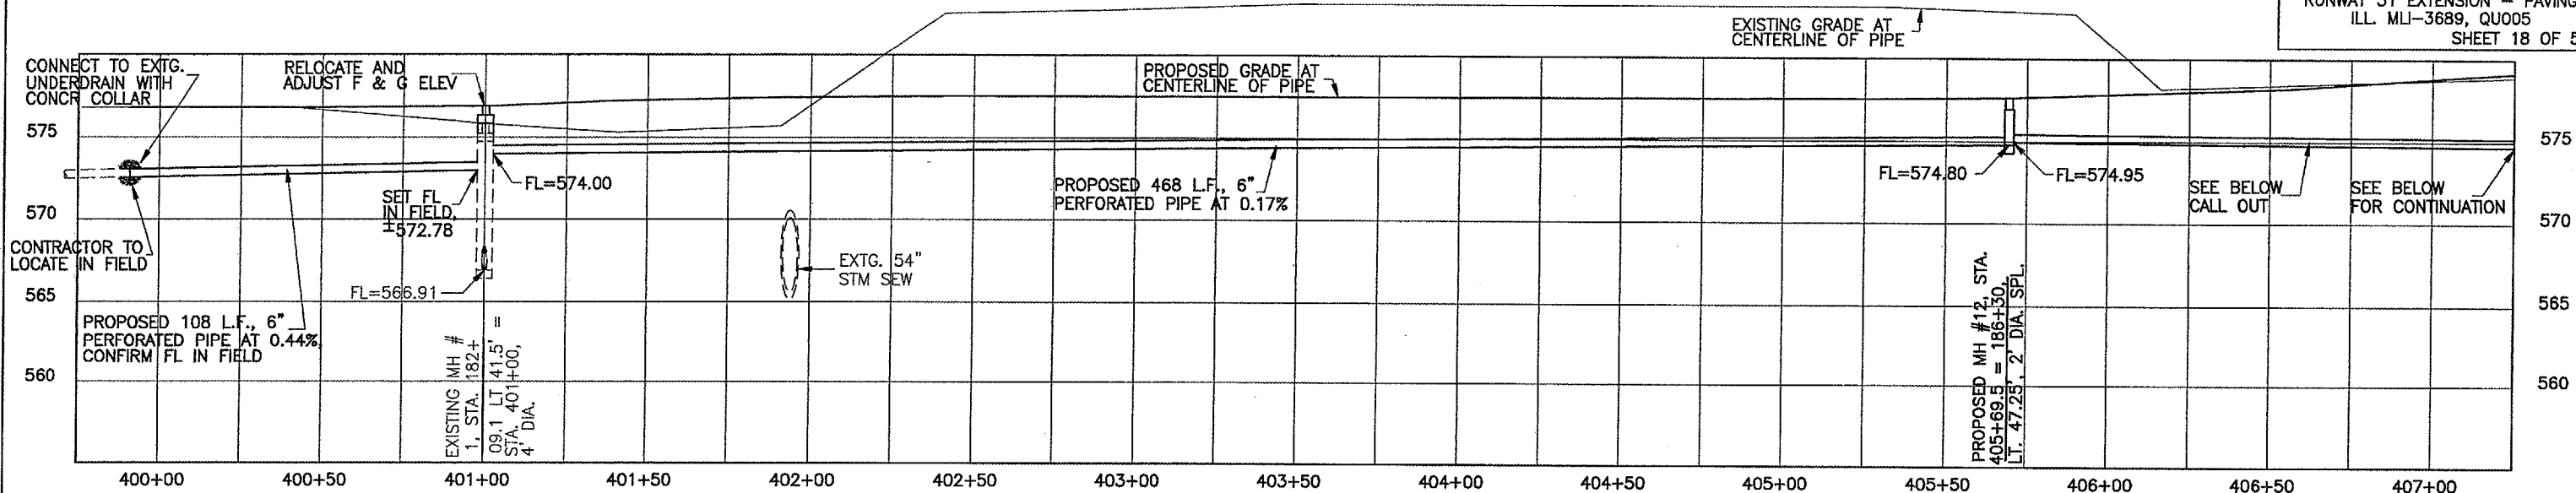 RUNWAY 31 EXTENSION - PAVING
ILL. MLI-3689, QU005
SHEET 18 OF 5
EXISTING GRADE AT
CENTERLINE OF PIPE
CONNECT TO EXTG.
UNDERDRAIN WITH
CONCR COLLAR
RELOCATE AND
ADJUST F & G ELEV
PROPOSED GRADE AT
CENTERLINE OF PIPE
575
575
FL=574.00
SET FL
IN FIELD,
±572.78
PROPOSED 468 L.F., 6"
PERFORATED PIPE AT 0.17%
FL=574.80
FL=574.95
SEE BELOW
CALL OUT
SEE BELOW
FOR CONTINUATION
570
570
CONTRACTOR TO
LOCATE IN FIELD
EXTG. 54"
STM SEW
FL=566.91
565
565
PROPOSED 108 L.F., 6"
PERFORATED PIPE AT 0.44%,
CONFIRM FL IN FIELD
EXISTING MH #
1, STA. 182+
09.1 LT 41.5' =
STA. 401+00,
4' DIA.
PROPOSED MH #12, STA.
405+69.5 = 186+30,
LT. 47.25', 2' DIA. SPL.
560
560
400+00
400+50
401+00
401+50
402+00
402+50
403+00
403+50
404+00
404+50
405+00
405+50
406+00
406+50
407+00